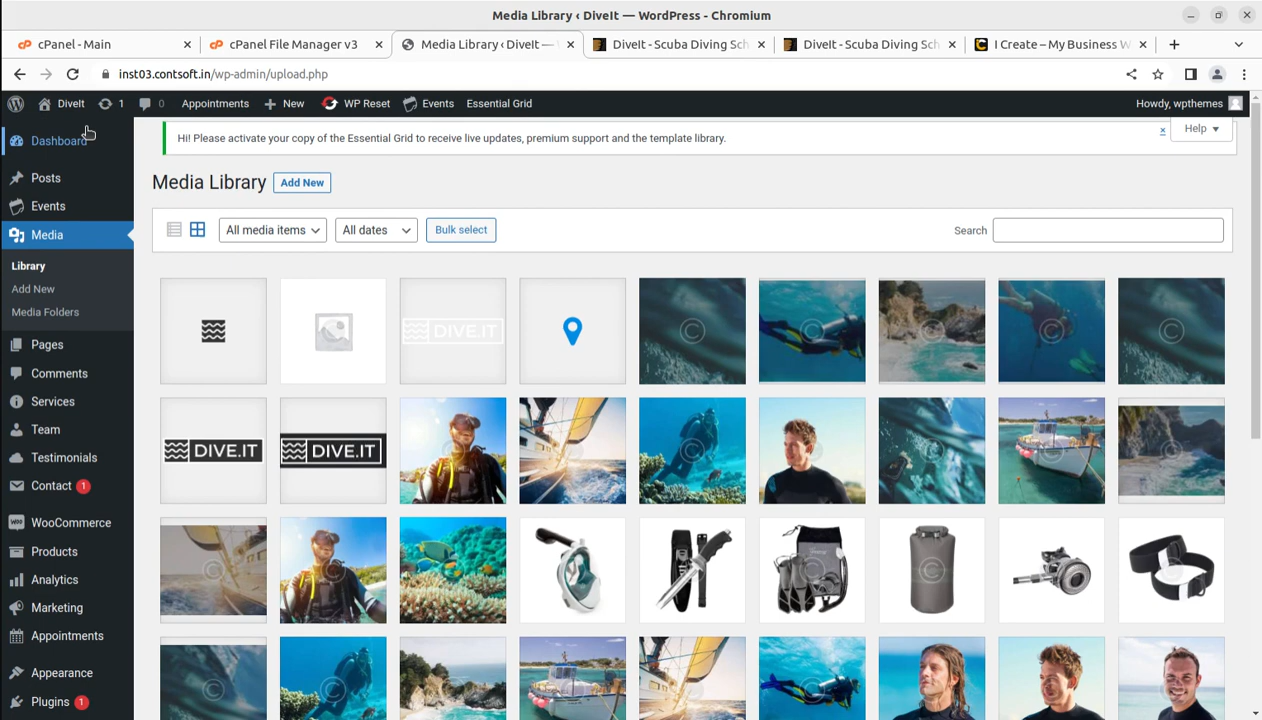 Media Library ‹ DiveIt — WordPress - Chromium
cPanel - Main
cPanel File Manager v3
Media Library ‹ DiveIt —
DiveIt - Scuba Diving Sch
DiveIt - Scuba Diving Sch
I Create – My Business W
inst03.contsoft.in/wp-admin/upload.php
DiveIt
1
0
Appointments
New
WP Reset
Events
Essential Grid
Howdy, wpthemes
Dashboard
Hi! Please activate your copy of the Essential Grid to receive live updates, premium support and the template library.
x
Help
Posts
Media Library
Add New
Events
Media
All media items
All dates
Bulk select
Search
Library
Add New
Media Folders
Pages
Comments
Services
Team
Testimonials
Contact 1
WooCommerce
Products
Analytics
Marketing
Appointments
Appearance
Plugins 1
DIVE.IT
DIVE.IT
DIVE.IT